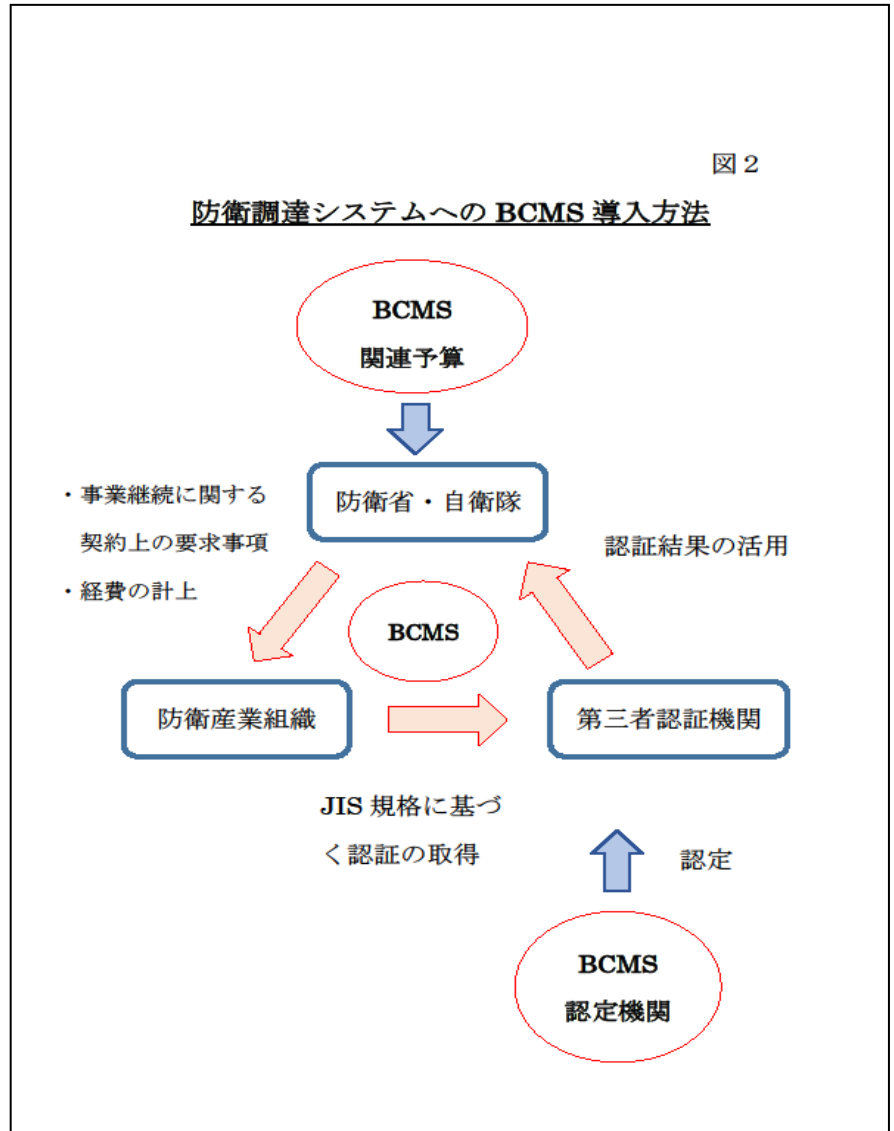 図2
防衛調達システムへの BCMS 導入方法
BCMS
関連予算
防衛省・自衛隊
・事業継続に関する
契約上の要求事項
・経費の計上
認証結果の活用
BCMS
防衛産業組織
第三者認証機関
JIS 規格に基づ
く認証の取得
認定
BCMS
認定機関